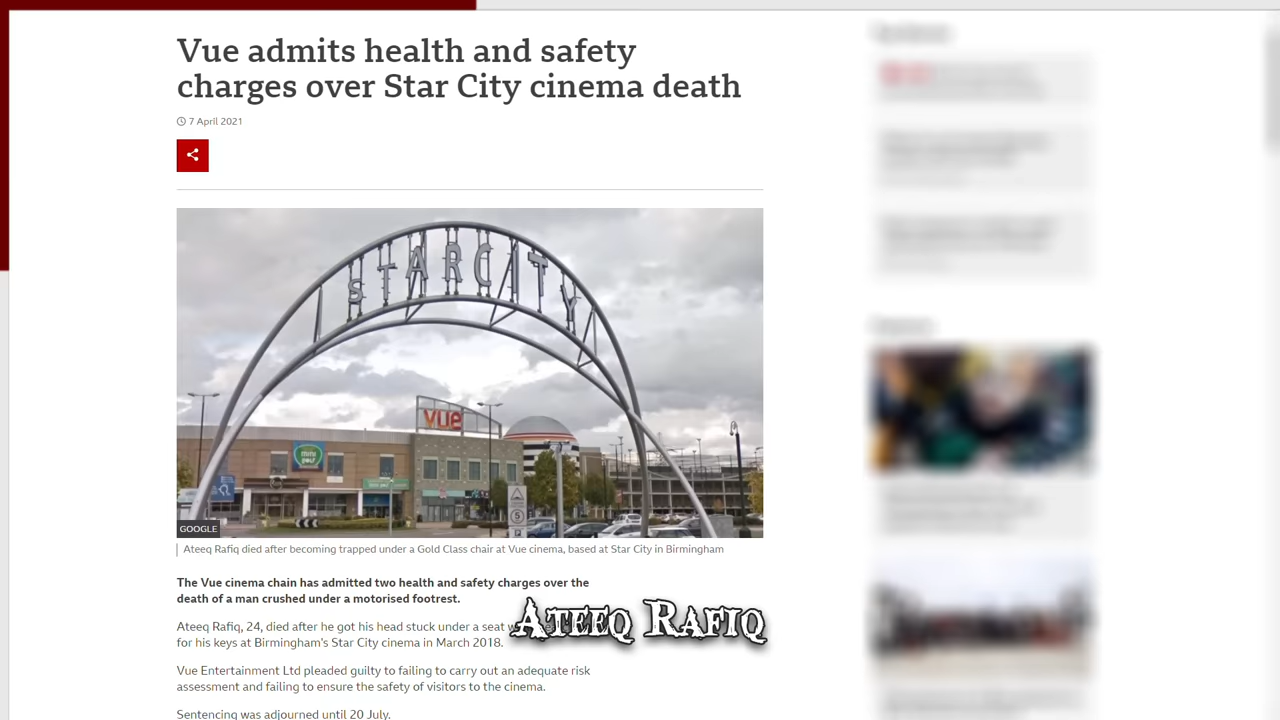 Vue admits health and safety
charges over Star City cinema death
7 April 2021
STAR CITY
vue
mini
golf
5
P
GOOGLE
Ateeq Rafiq died after becoming trapped under a Gold Class chair at Vue cinema, based at Star City in Birmingham
The Vue cinema chain has admitted two health and safety charges over the
death of a man crushed under a motorised footrest.
Ateeq Rafiq, 24, died after he got his head stuck under a seat
Ateeq Rafiq
for his keys at Birmingham's Star City cinema in March 2018.
Vue Entertainment Ltd pleaded guilty to failing to carry out an adequate risk
assessment and failing to ensure the safety of visitors to the cinema.
Sentencing was adjourned until 20 July.